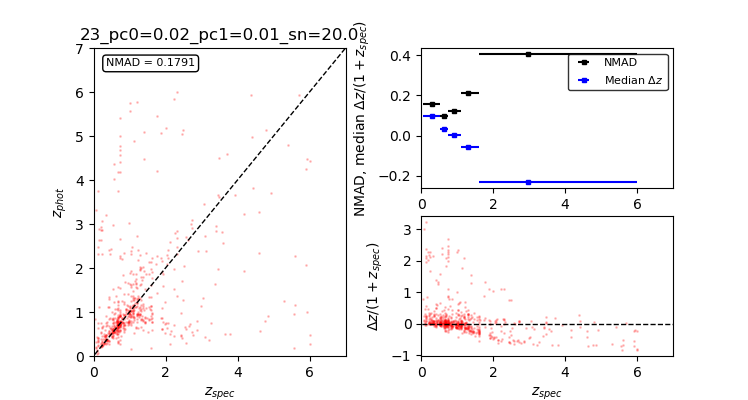 23_pc0=0.02_pc1=0.01_sn=20.0
NMAD = 0.1791
7
6
5
4
3
2
1
0
z_phot
0 2 4 6
z_spec
NMAD, median Δz/(1 + z_spec)
0.4
0.2
0.0
−0.2
NMAD
Median Δz
0 2 4 6
Δz/(1 + z_spec)
3
2
1
0
−1
0 2 4 6
z_spec